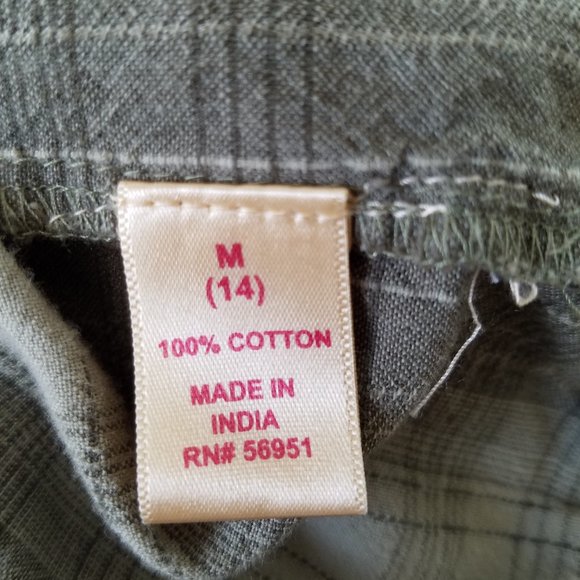 M
(14)
100% COTTON
MADE IN
INDIA
RN# 56951